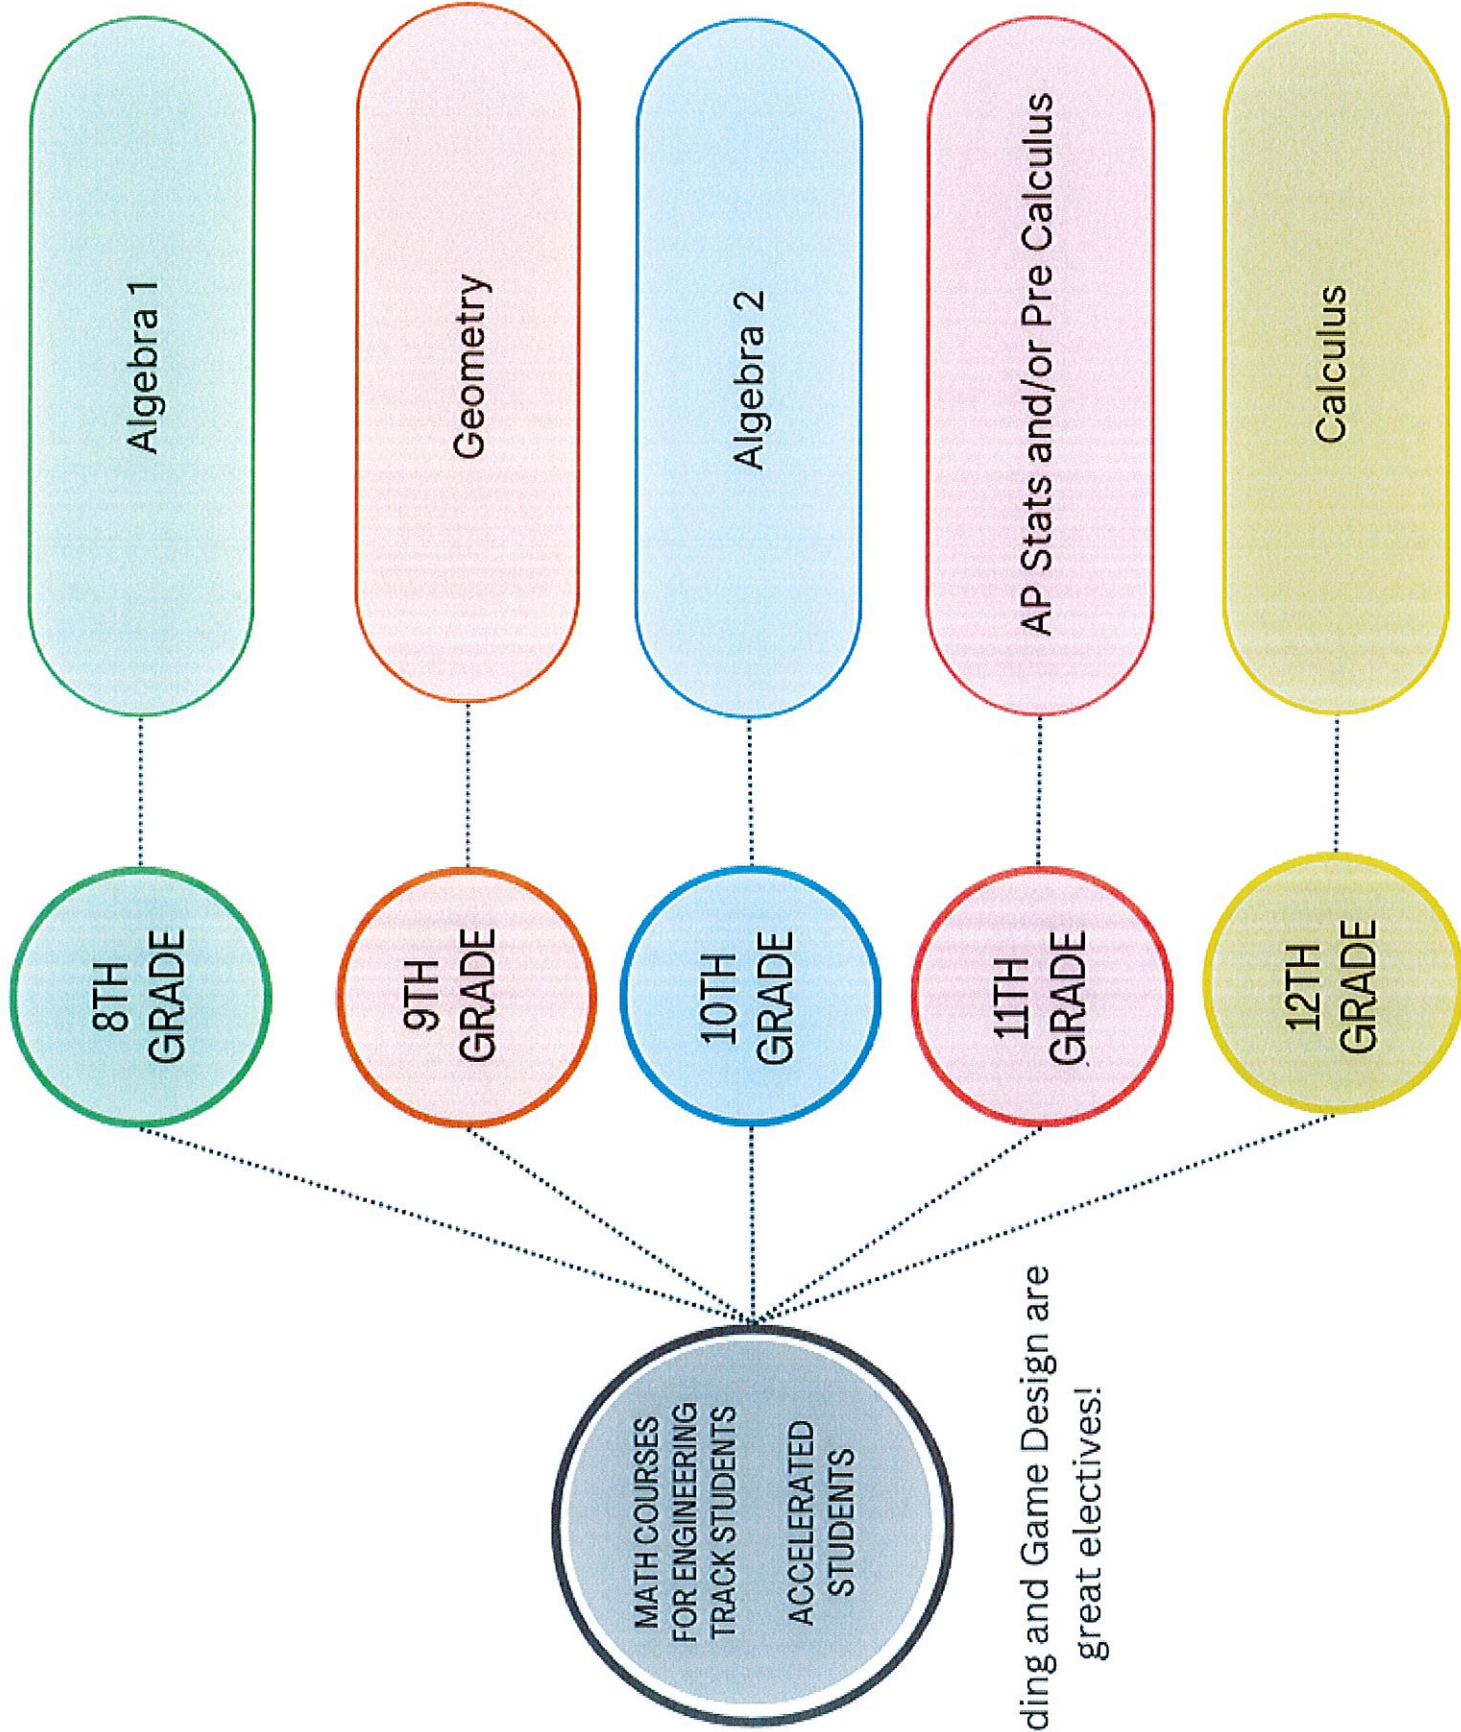 MATH COURSES
FOR ENGINEERING
TRACK STUDENTS
ACCELERATED
STUDENTS
8TH
GRADE
Algebra 1
9TH
GRADE
Geometry
10TH
GRADE
Algebra 2
11TH
GRADE
AP Stats and/or Pre Calculus
12TH
GRADE
Calculus
ding and Game Design are
great electives!